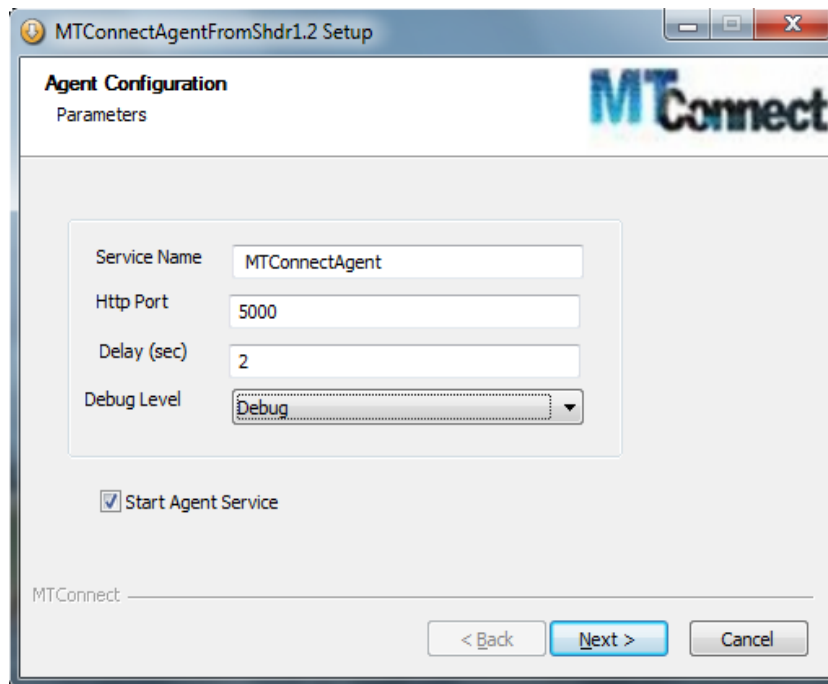 MTConnectAgentFromShdr1.2 Setup
Agent Configuration
Parameters
MTConnect
Service Name MTConnectAgent
Http Port 5000
Delay (sec) 2
Debug Level Debug
Start Agent Service
MTConnect
< Back Next > Cancel